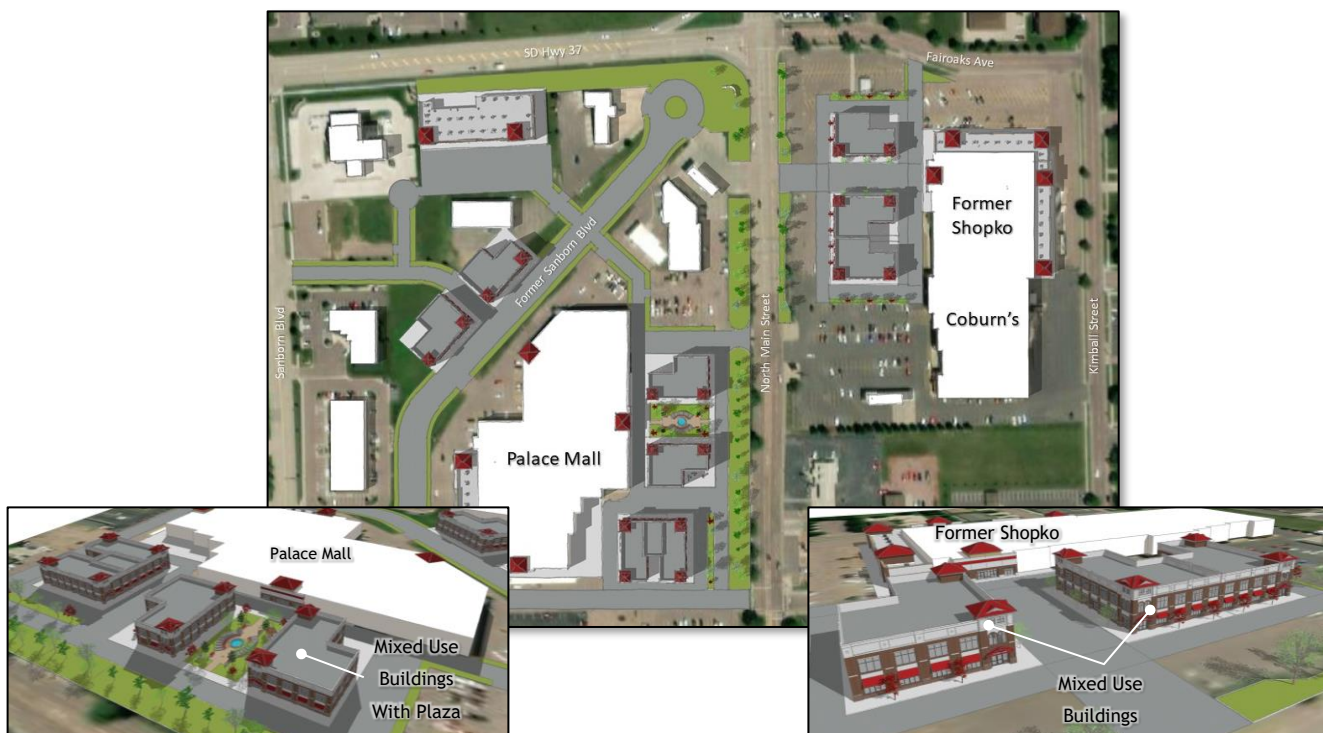 SD Hwy 37
Fairoaks Ave
Former
Shopko
Former Sanborn Blvd
Sanborn Blvd
North Main Street
Coburn's
Kimball Street
Palace Mall
Palace Mall
Mixed Use
Buildings
With Plaza
Former Shopko
Mixed Use
Buildings